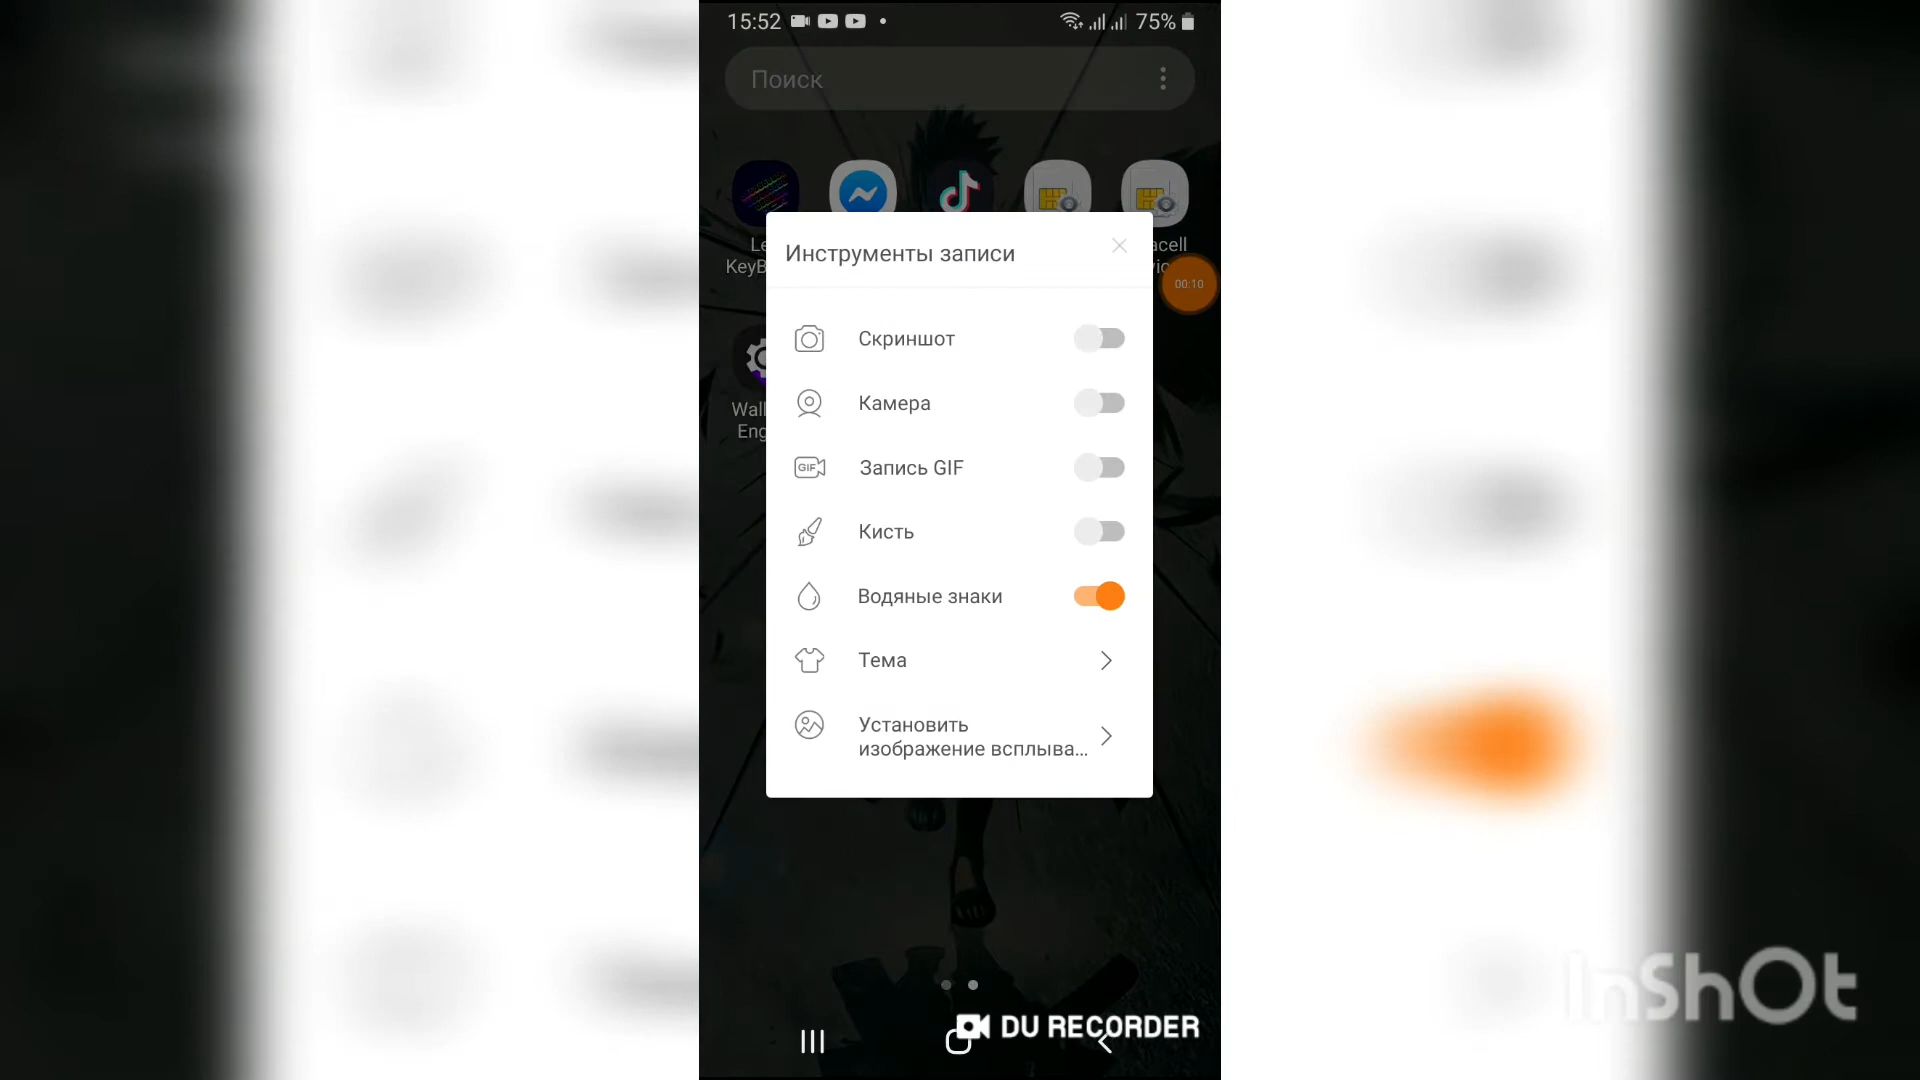 15:52
75%
Поиск
Инструменты записи
00:10
Скриншот
Камера
Запись GIF
GIF
Кисть
Водяные знаки
Тема
Установить
изображение всплыва...
DU RECORDER
InShOt